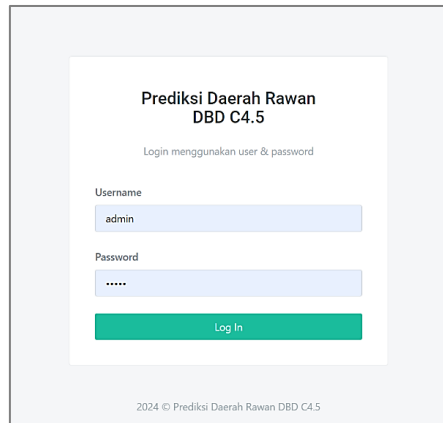 Prediksi Daerah Rawan
DBD C4.5
Login menggunakan user & password
Username
admin
Password
•••••
Log In
2024 © Prediksi Daerah Rawan DBD C4.5